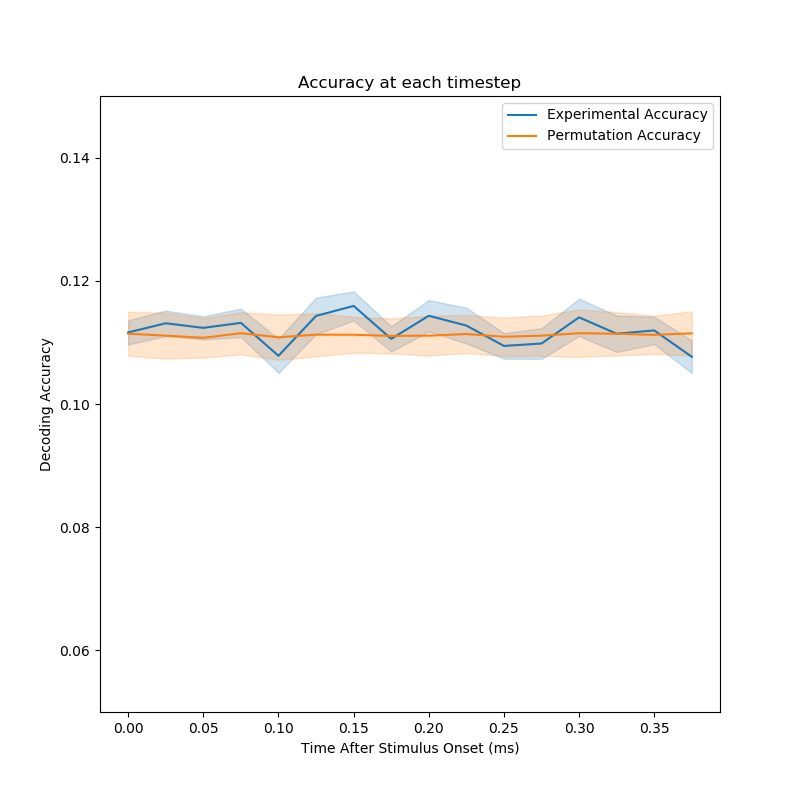 Accuracy at each timestep
Experimental Accuracy
Permutation Accuracy
0.14
0.12
0.10
0.08
0.06
Decoding Accuracy
0.00 0.05 0.10 0.15 0.20 0.25 0.30 0.35
Time After Stimulus Onset (ms)